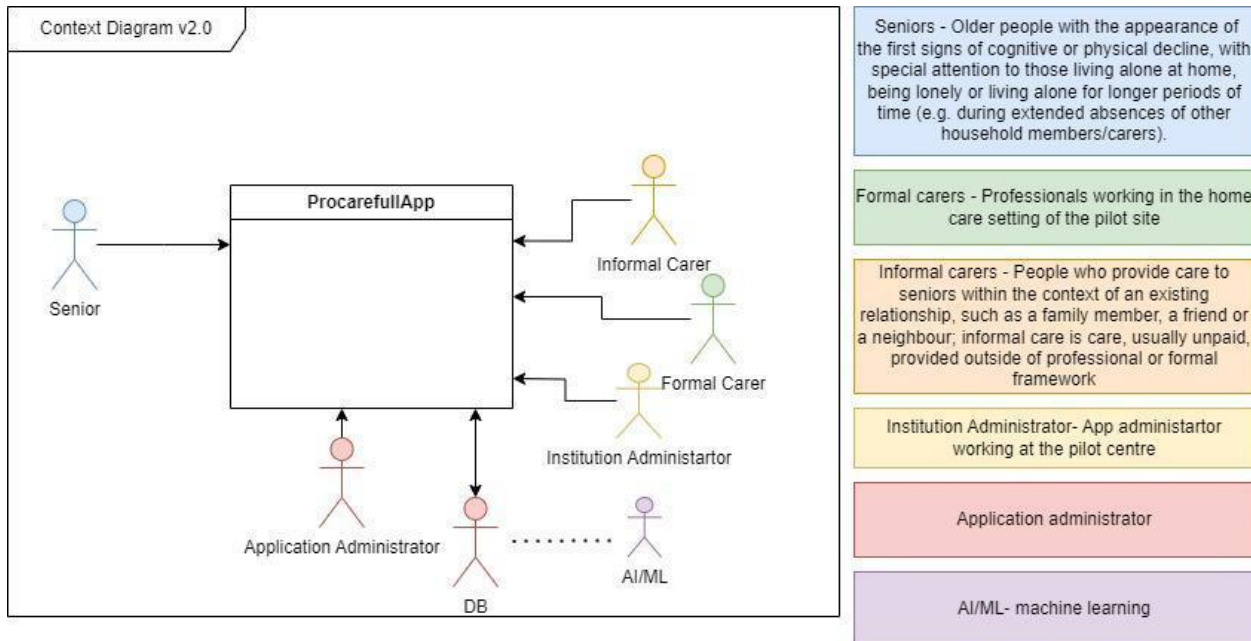 Context Diagram v2.0
ProcarefullApp
Senior
Informal Carer
Formal Carer
Institution Administartor
Application Administrator
DB
AI/ML
Seniors - Older people with the appearance of
the first signs of cognitive or physical decline, with
special attention to those living alone at home,
being lonely or living alone for longer periods of
time (e.g. during extended absences of other
household members/carers).
Formal carers - Professionals working in the home
care setting of the pilot site
Informal carers - People who provide care to
seniors within the context of an existing
relationship, such as a family member, a friend or
a neighbour; informal care is care, usually unpaid,
provided outside of professional or formal
framework
Institution Administrator- App administartor
working at the pilot centre
Application administrator
AI/ML- machine learning